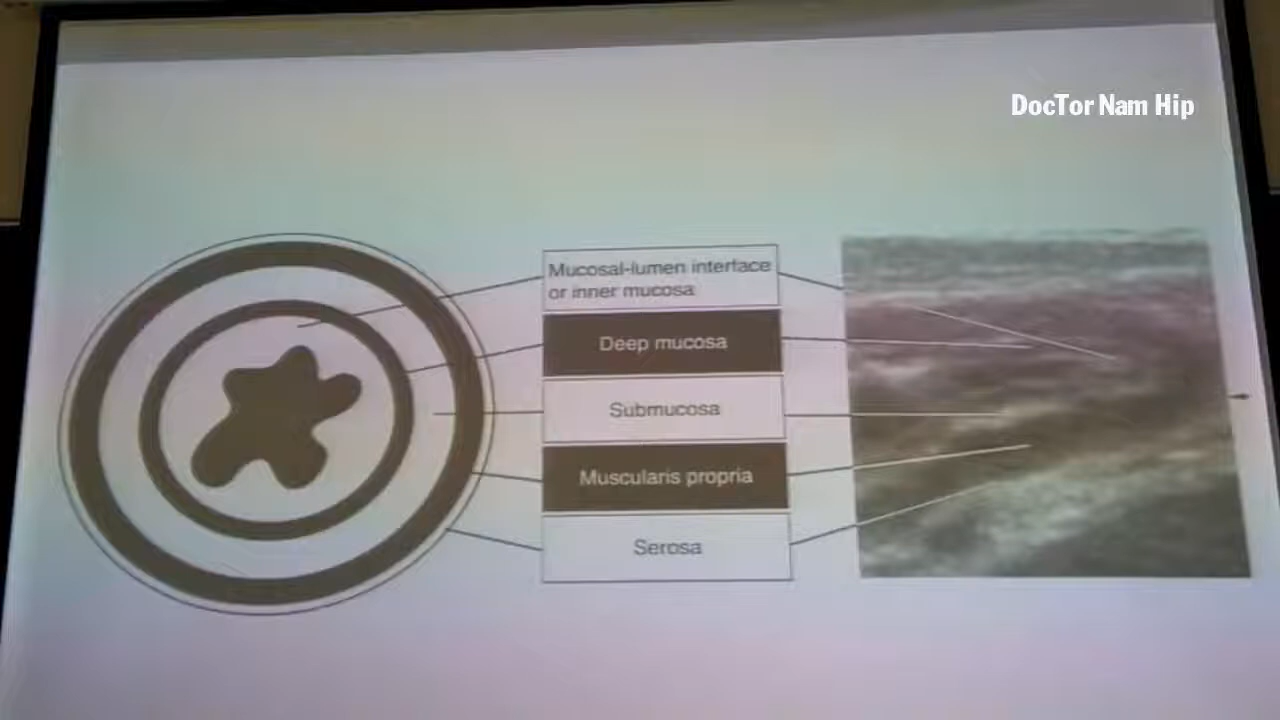 DocTor Nam Hip
Mucosal-lumen interface
or inner mucosa
Deep mucosa
Submucosa
Muscularis propria
Serosa